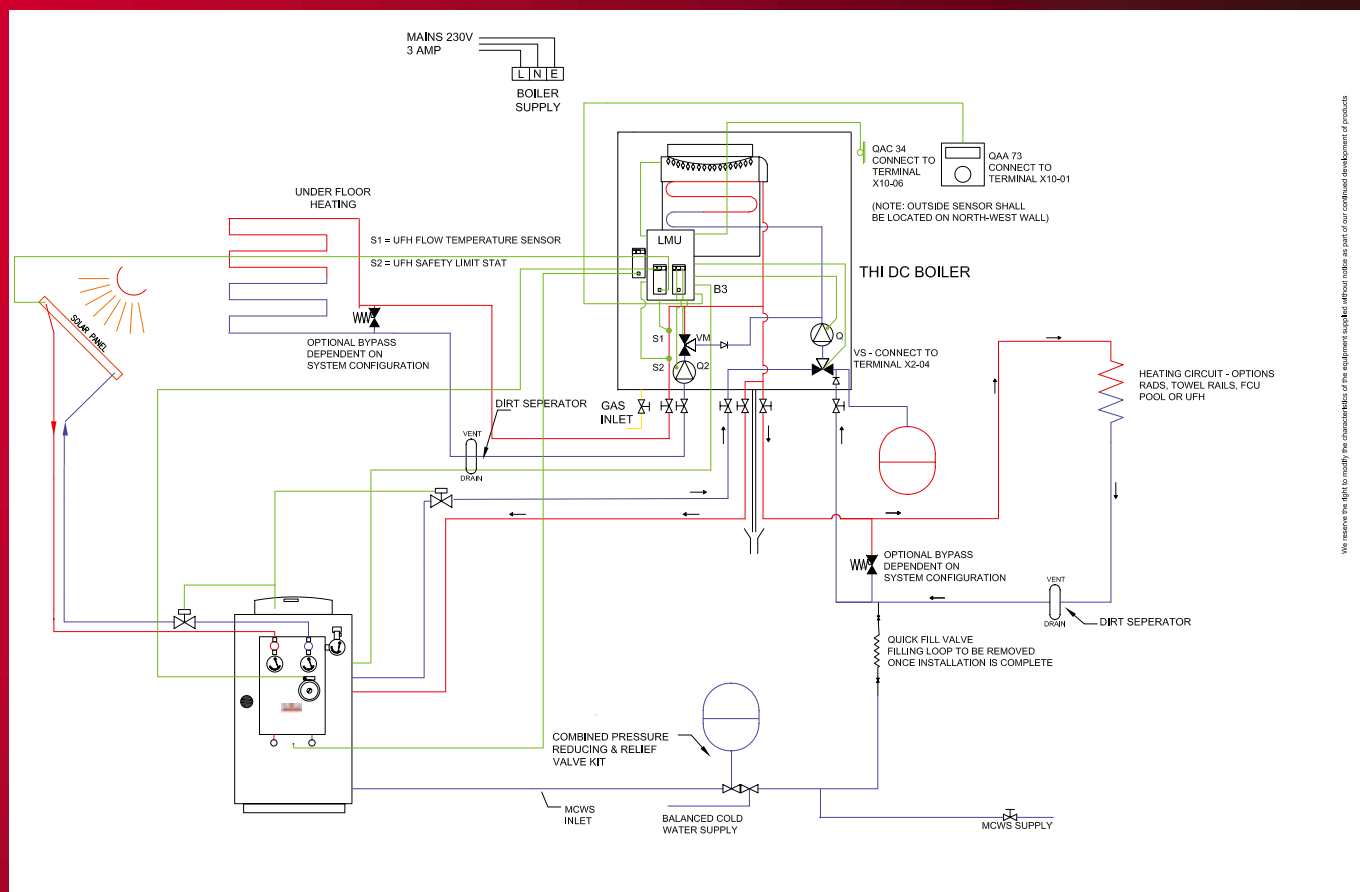 MAINS 230V
3 AMP
L N E
BOILER
SUPPLY
QAC 34
CONNECT TO
TERMINAL
X10-06
QAA 73
CONNECT TO
TERMINAL X10-01
(NOTE: OUTSIDE SENSOR SHALL
BE LOCATED ON NORTH-WEST WALL)
UNDER FLOOR
HEATING
S1 = UFH FLOW TEMPERATURE SENSOR
S2 = UFH SAFETY LIMIT STAT
LMU
B3
THI DC BOILER
SOLAR PANEL
OPTIONAL BYPASS
DEPENDENT ON
SYSTEM CONFIGURATION
S1
VM
Q
S2
Q2
VS - CONNECT TO
TERMINAL X2-04
HEATING CIRCUIT - OPTIONS
RADS, TOWEL RAILS, FCU
POOL OR UFH
GAS
INLET
DIRT SEPERATOR
VENT
DRAIN
OPTIONAL BYPASS
DEPENDENT ON
SYSTEM CONFIGURATION
VENT
DRAIN
DIRT SEPERATOR
QUICK FILL VALVE
FILLING LOOP TO BE REMOVED
ONCE INSTALLATION IS COMPLETE
COMBINED PRESSURE
REDUCING & RELIEF
VALVE KIT
MCWS
INLET
BALANCED COLD
WATER SUPPLY
MCWS SUPPLY
We reserve the right to modify the characteristics of the equipment supplied without notice as part of our continued development of products